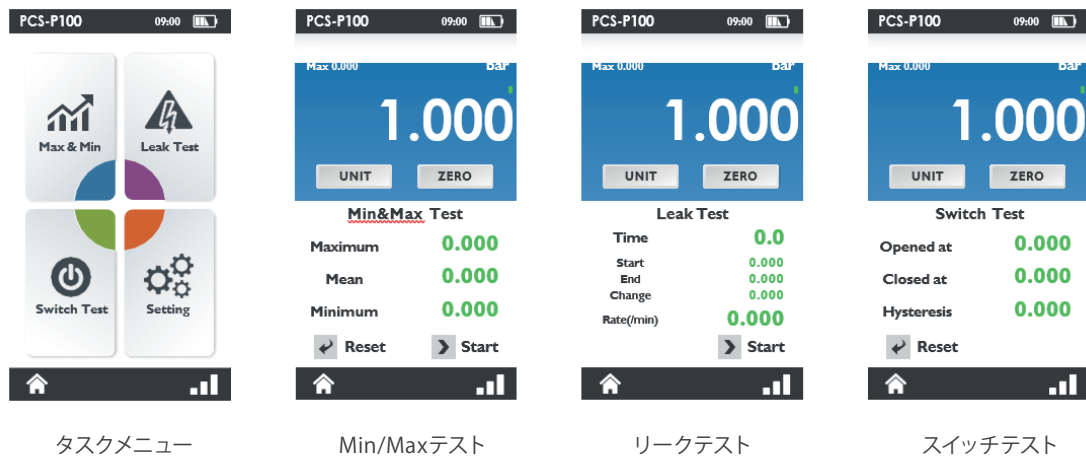 PCS-P100 09:00
Max & Min
Leak Test
Switch Test
Setting
タスクメニュー
PCS-P100 09:00
Max 0.000 bar
1.000
UNIT ZERO
Min&Max Test
Maximum 0.000
Mean 0.000
Minimum 0.000
Reset Start
Min/Maxテスト
PCS-P100 09:00
Max 0.000 bar
1.000
UNIT ZERO
Leak Test
Time 0.0
Start 0.000
End 0.000
Change 0.000
Rate(/min) 0.000
Start
リークテスト
PCS-P100 09:00
Max 0.000 bar
1.000
UNIT ZERO
Switch Test
Opened at 0.000
Closed at 0.000
Hysteresis 0.000
Reset
スイッチテスト